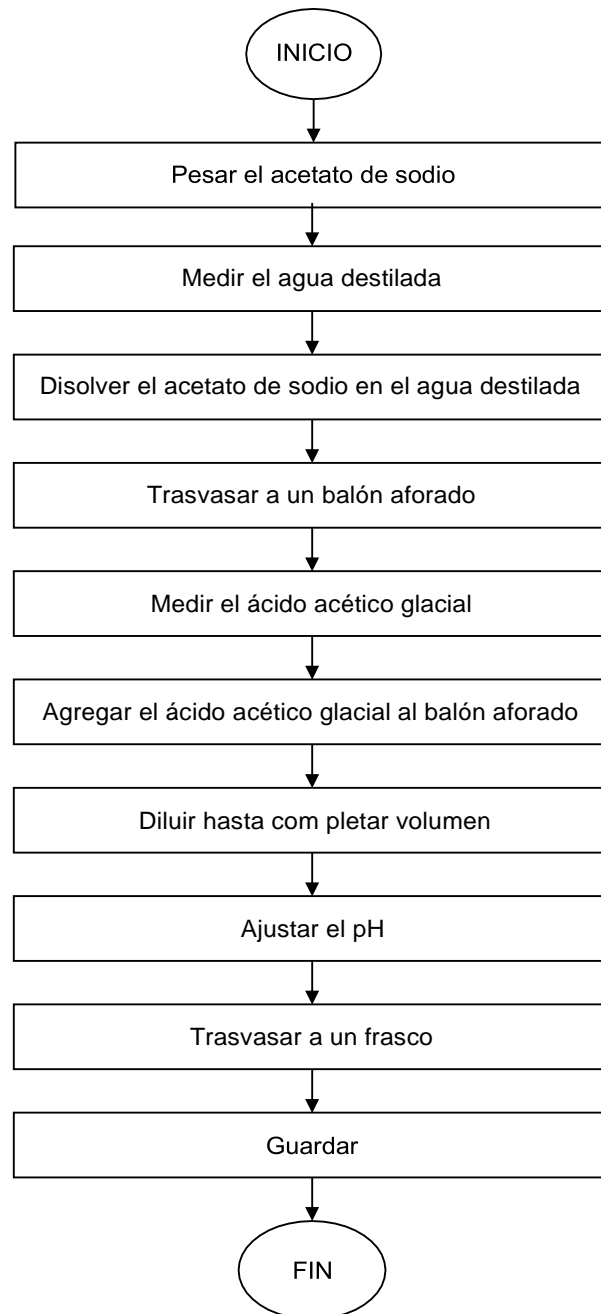 INICIO
Pesar el acetato de sodio
Medir el agua destilada
Disolver el acetato de sodio en el agua destilada
Trasvasar a un balón aforado
Medir el ácido acético glacial
Agregar el ácido acético glacial al balón aforado
Diluir hasta com pletar volumen
Ajustar el pH
Trasvasar a un frasco
Guardar
FIN